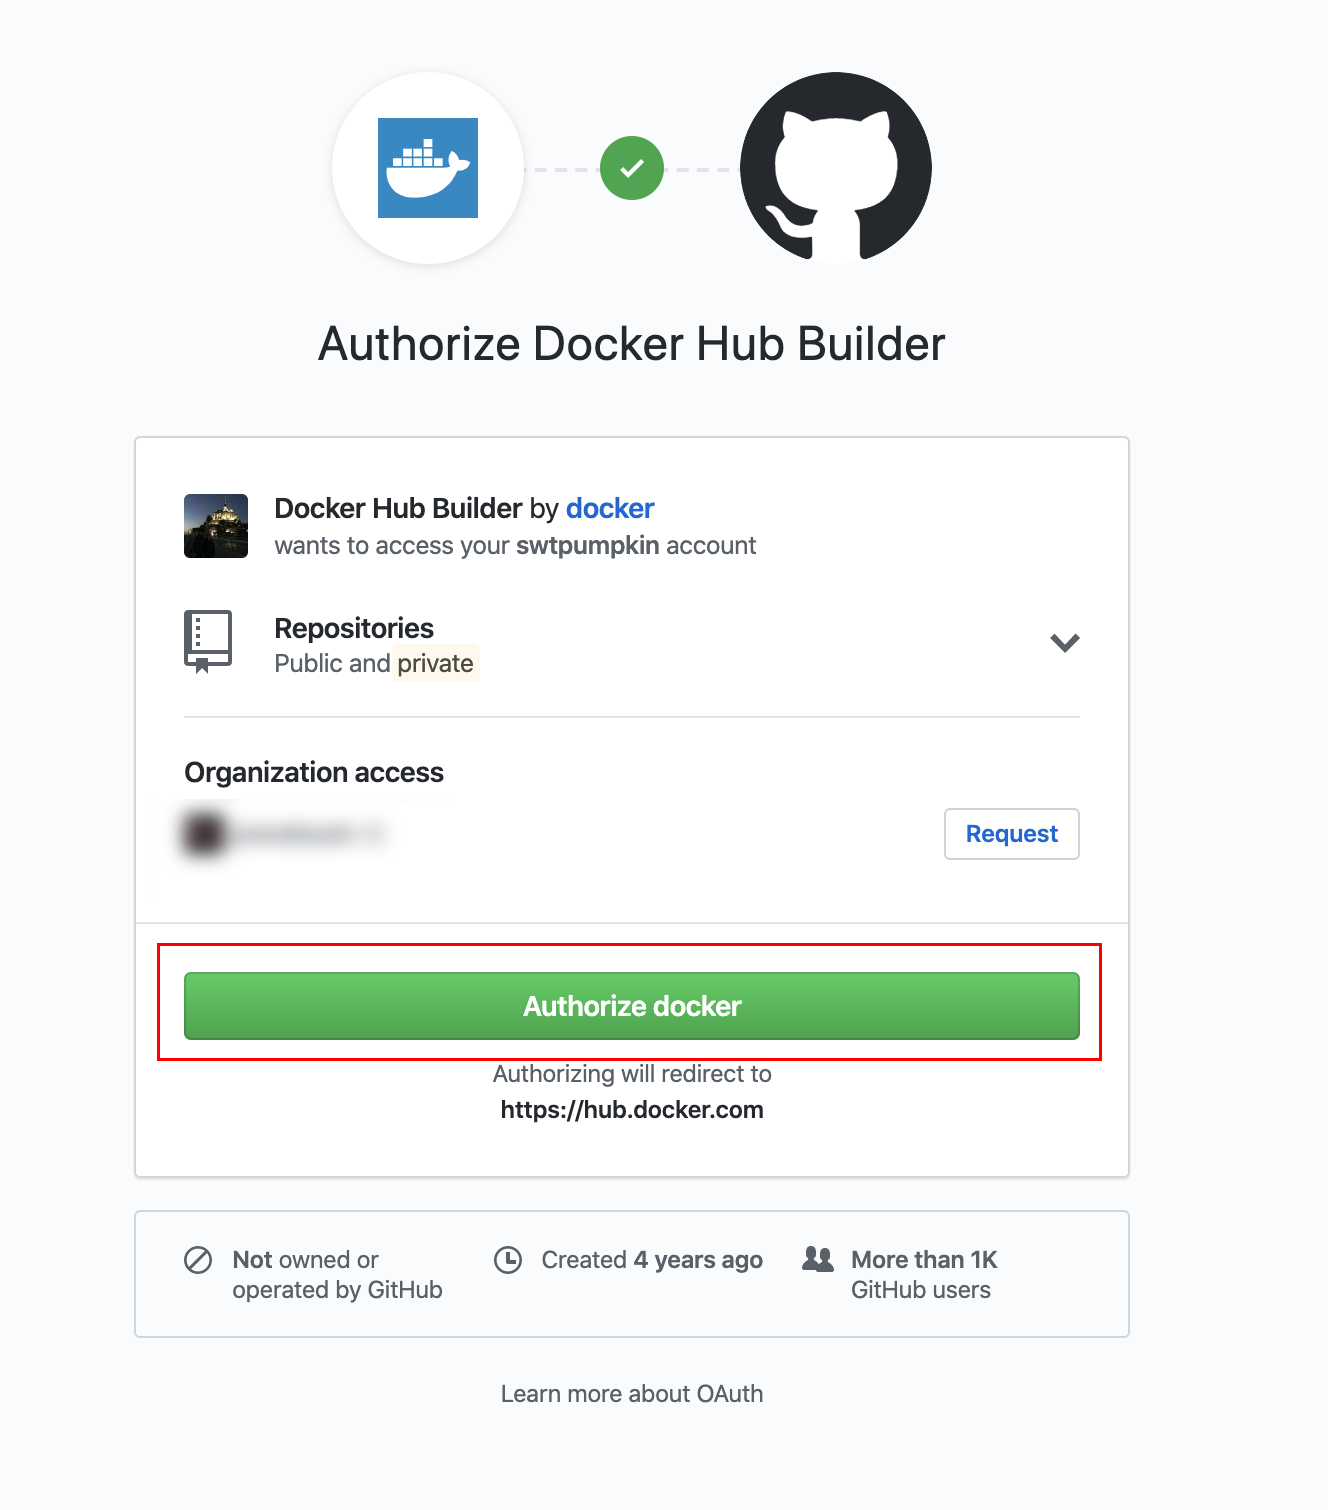 Authorize Docker Hub Builder
Docker Hub Builder by docker
wants to access your swtpumpkin account
Repositories
Public and private
Organization access
Request
Authorize docker
Authorizing will redirect to
https://hub.docker.com
Not owned or
operated by GitHub
Created 4 years ago
More than 1K
GitHub users
Learn more about OAuth